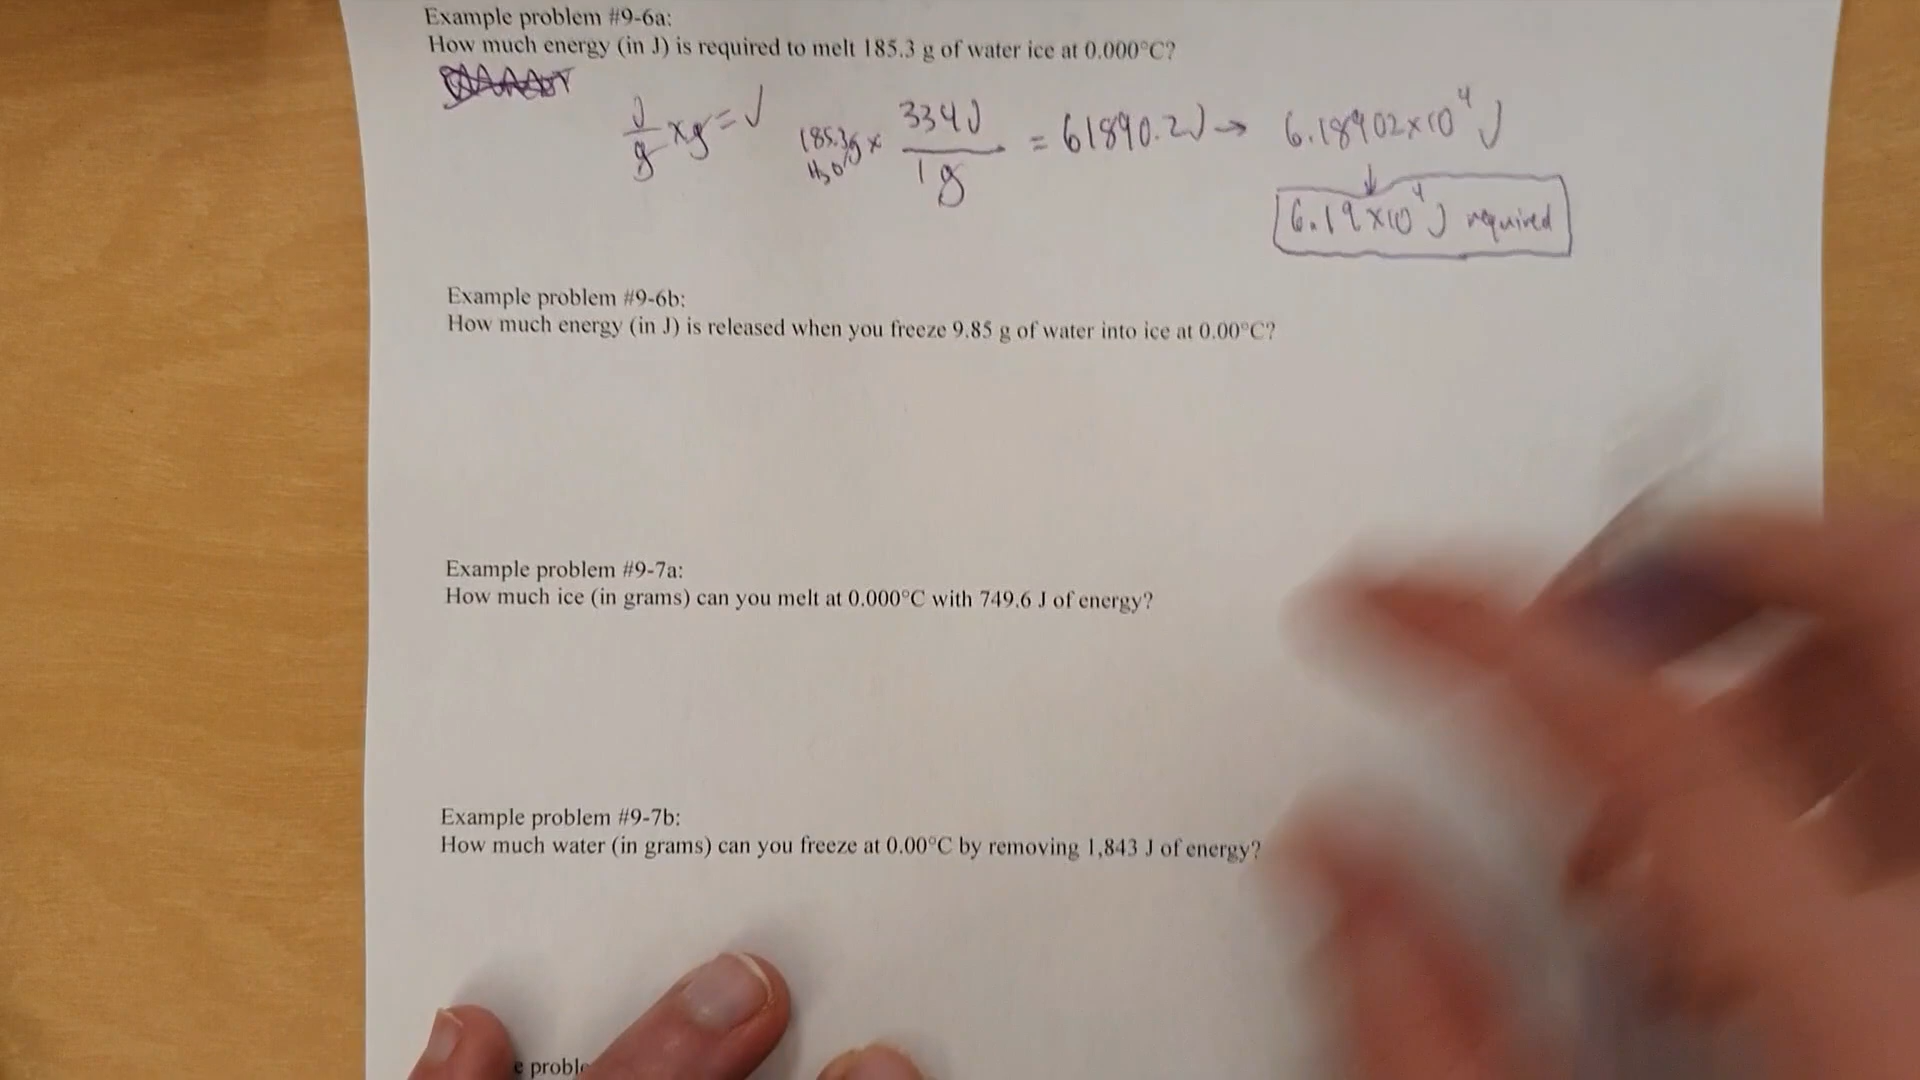 Example problem #9-6a:
How much energy (in J) is required to melt 185.3 g of water ice at 0.000°C?
J/g x g = J 185.3g H₂O x 334J/1g = 61890.2J → 6.18902x10⁴ J
↓
6.19x10⁴ J required
Example problem #9-6b:
How much energy (in J) is released when you freeze 9.85 g of water into ice at 0.00°C?
Example problem #9-7a:
How much ice (in grams) can you melt at 0.000°C with 749.6 J of energy?
Example problem #9-7b:
How much water (in grams) can you freeze at 0.00°C by removing 1,843 J of energy?
e proble